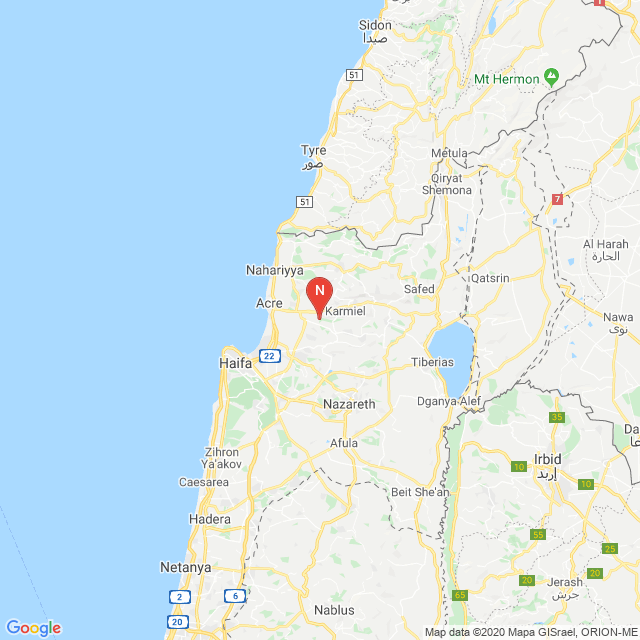 Sidon
صيدا
1
51
Mt Hermon
Metula
Tyre
صور
Qiryat
Shemona
51
7
Al Harah
الحارة
Nahariyya
Qatsrin
Safed
Acre
N
Karmiel
Nawa
نوى
22
Haifa
Tiberias
Nazareth
Dganya Alef
35
Da
Afula
Zihron
Ya'akov
Irbid
إربد
10
10
Caesarea
Beit She'an
Hadera
55
25
Netanya
20
20
Jerash
جرش
2
6
65
20
Nablus
Google
Map data ©2020 Mapa GISrael, ORION-ME